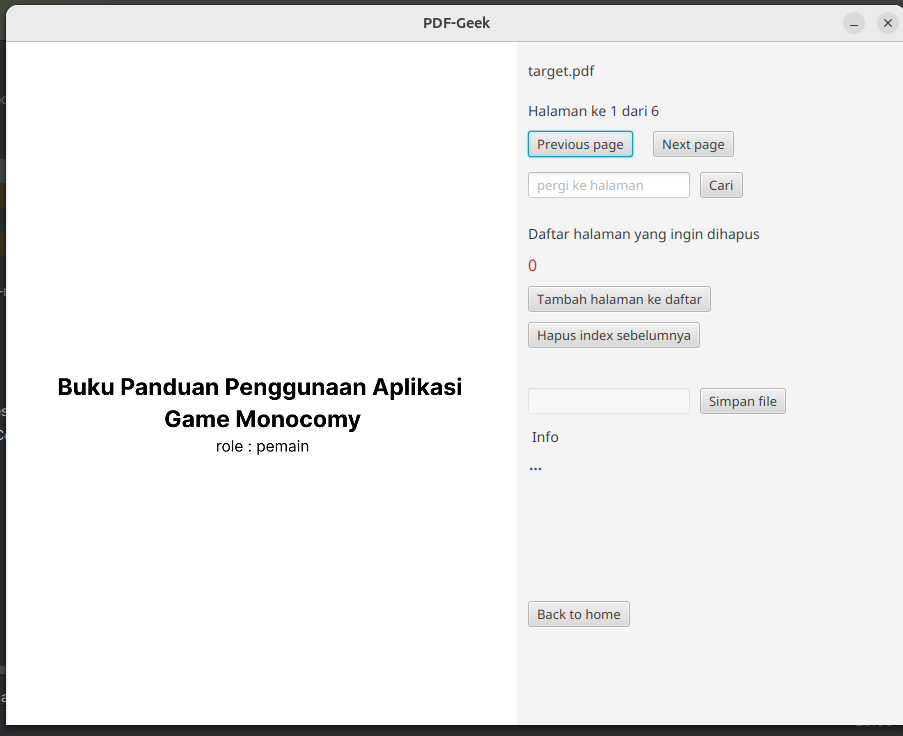 PDF-Geek
target.pdf
Halaman ke 1 dari 6
Previous page
Next page
pergi ke halaman
Cari
Daftar halaman yang ingin dihapus
0
Tambah halaman ke daftar
Hapus index sebelumnya
Simpan file
Info
...
Back to home
Buku Panduan Penggunaan Aplikasi
Game Monocomy
role : pemain